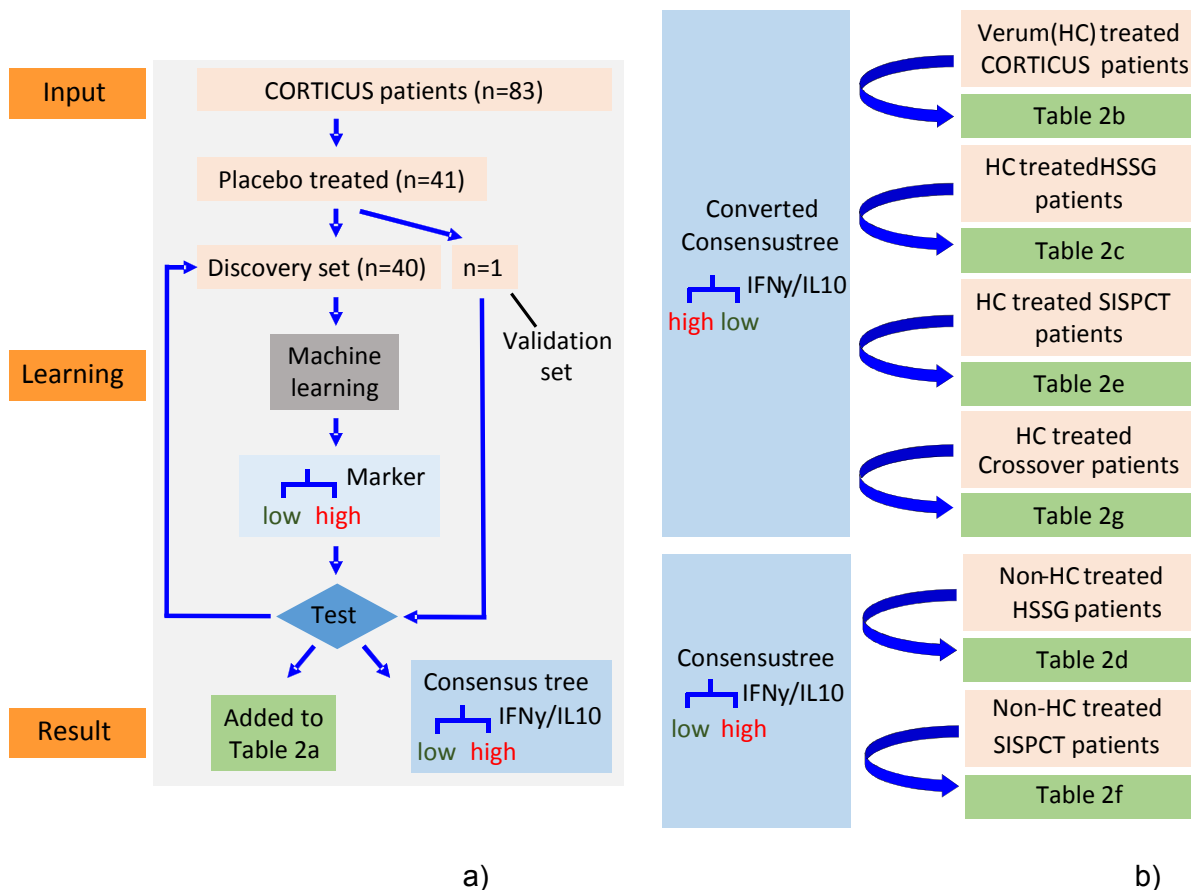 Input
CORTICUS patients (n=83)
Placebo treated (n=41)
Discovery set (n=40)
n=1
Validation
set
Learning
Machine
learning
Marker
low high
Test
Result
Added to
Table 2a
Consensus tree
IFNy/IL10
low high
a)
Converted
Consensustree
IFNy/IL10
high low
Verum(HC) treated
CORTICUS patients
Table 2b
HC treatedHSSG
patients
Table 2c
HC treated SISPCT
patients
Table 2e
HC treated
Crossover patients
Table 2g
Consensustree
IFNy/IL10
low high
Non-HC treated
HSSG patients
Table 2d
Non-HC treated
SISPCT patients
Table 2f
b)